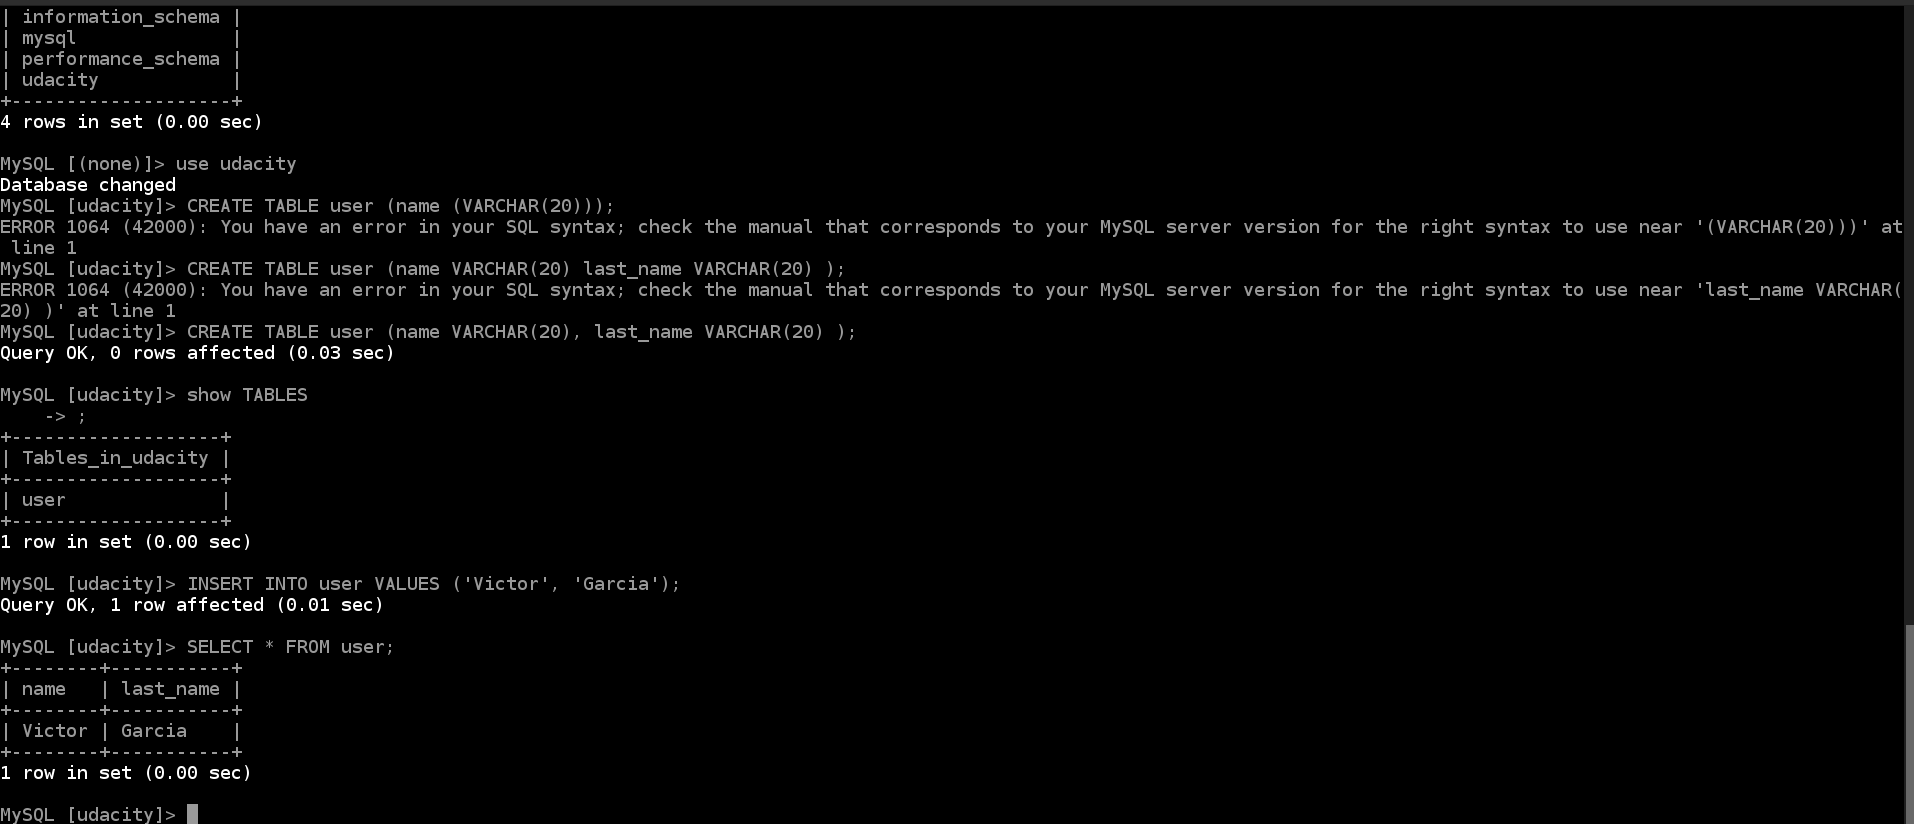 | information_schema |
| mysql              |
| performance_schema |
| udacity            |
+--------------------+
4 rows in set (0.00 sec)

MySQL [(none)]> use udacity
Database changed
MySQL [udacity]> CREATE TABLE user (name (VARCHAR(20)));
ERROR 1064 (42000): You have an error in your SQL syntax; check the manual that corresponds to your MySQL server version for the right syntax to use near '(VARCHAR(20)))' at
 line 1
MySQL [udacity]> CREATE TABLE user (name VARCHAR(20) last_name VARCHAR(20) );
ERROR 1064 (42000): You have an error in your SQL syntax; check the manual that corresponds to your MySQL server version for the right syntax to use near 'last_name VARCHAR(
20) )' at line 1
MySQL [udacity]> CREATE TABLE user (name VARCHAR(20), last_name VARCHAR(20) );
Query OK, 0 rows affected (0.03 sec)

MySQL [udacity]> show TABLES
    -> ;
+-------------------+
| Tables_in_udacity |
+-------------------+
| user              |
+-------------------+
1 row in set (0.00 sec)

MySQL [udacity]> INSERT INTO user VALUES ('Victor', 'Garcia');
Query OK, 1 row affected (0.01 sec)

MySQL [udacity]> SELECT * FROM user;
+--------+-----------+
| name   | last_name |
+--------+-----------+
| Victor | Garcia    |
+--------+-----------+
1 row in set (0.00 sec)

MySQL [udacity]>